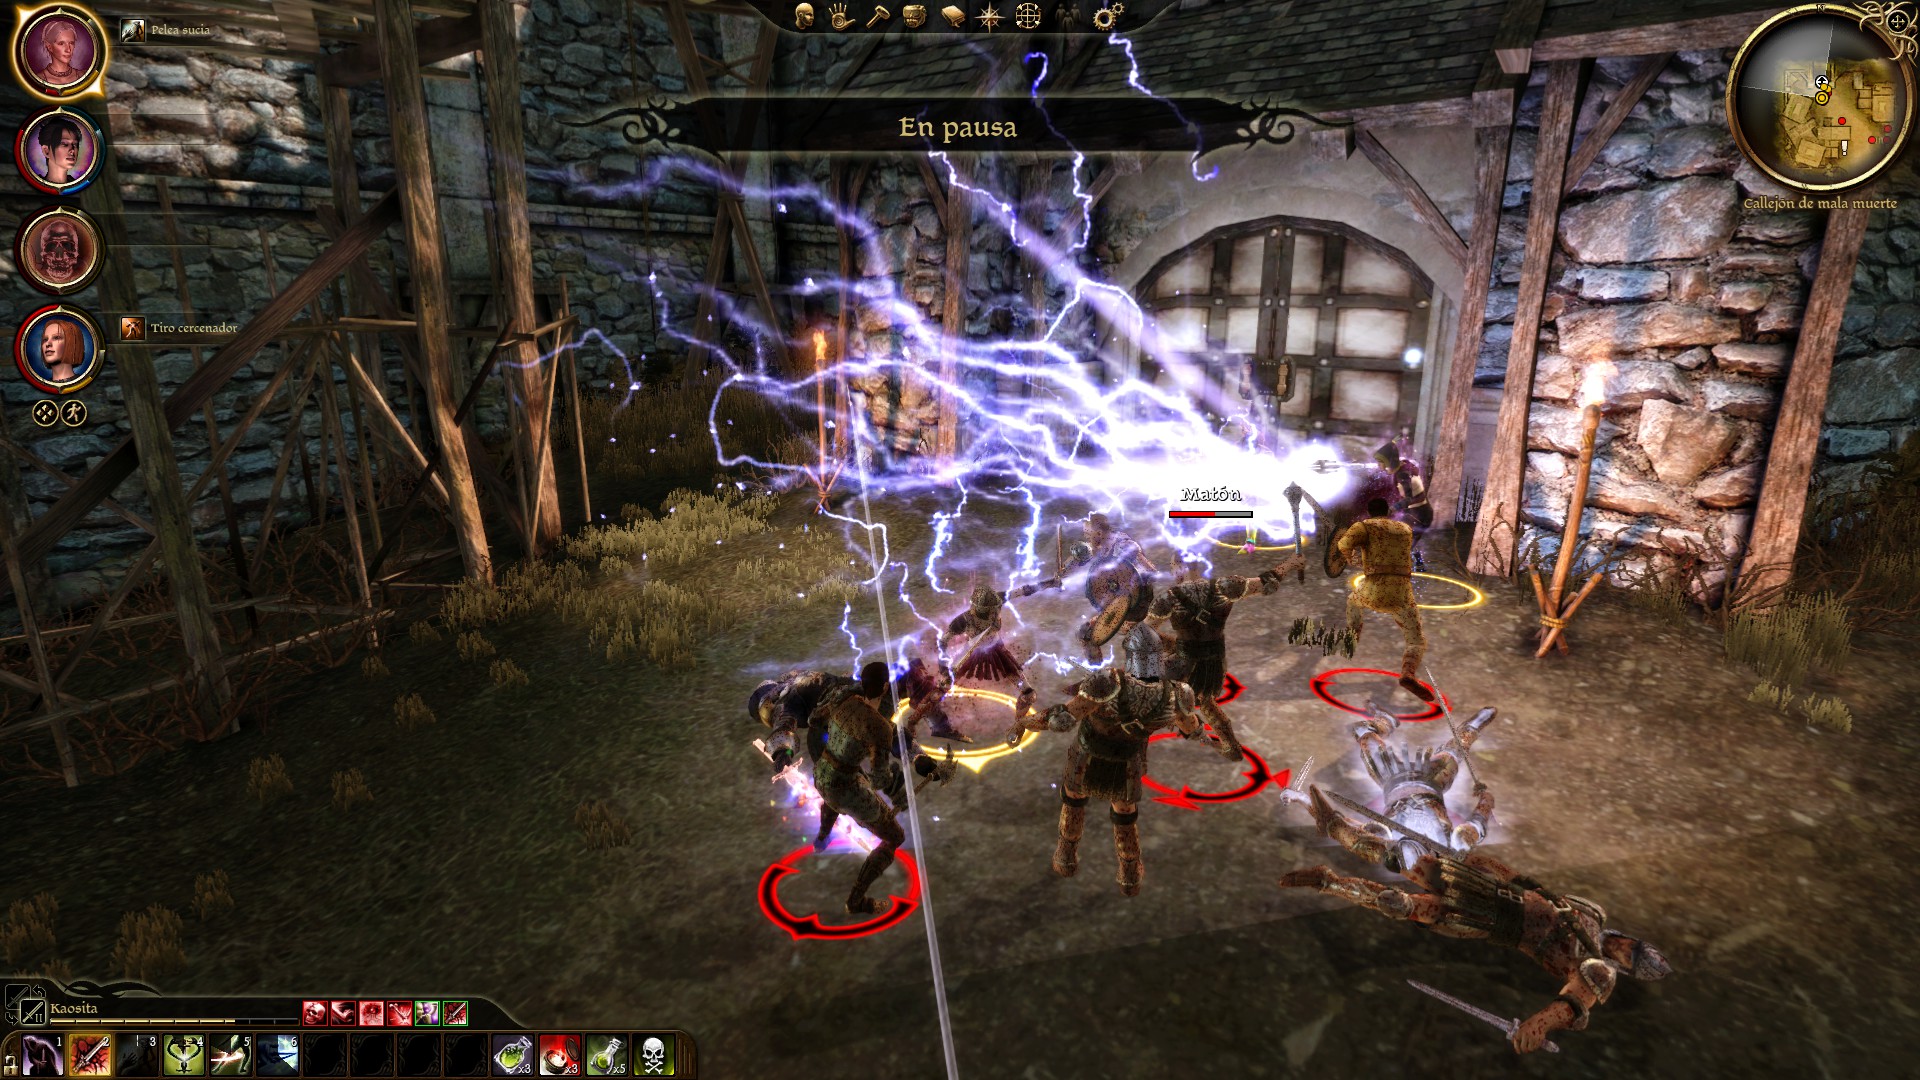 Pelea sucia
En pausa
Callejón de mala muerte
Tiro cercenador
Matón
Kaosita
II
1 2 3 4 5 6 x3 x3 x5